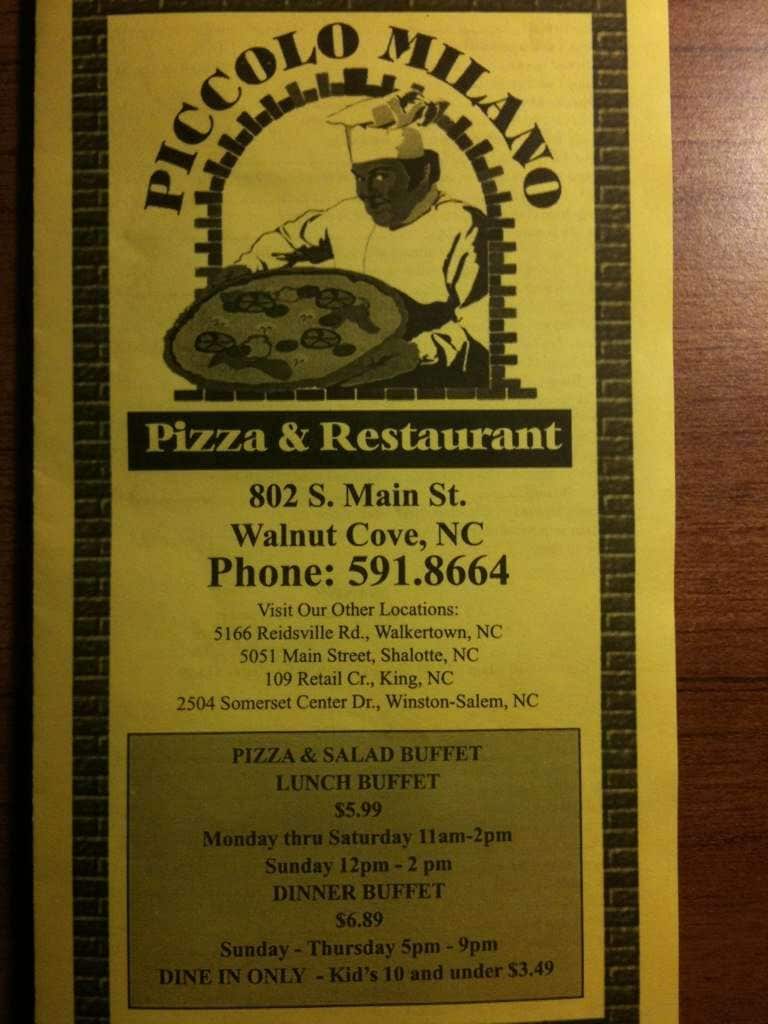 PICCOLO MILANO
Pizza & Restaurant
802 S. Main St.
Walnut Cove, NC
Phone: 591.8664
Visit Our Other Locations:
5166 Reidsville Rd., Walkertown, NC
5051 Main Street, Shalotte, NC
109 Retail Cr., King, NC
2504 Somerset Center Dr., Winston-Salem, NC
PIZZA & SALAD BUFFET
LUNCH BUFFET
$5.99
Monday thru Saturday 11am-2pm
Sunday 12pm - 2 pm
DINNER BUFFET
$6.89
Sunday - Thursday 5pm - 9pm
DINE IN ONLY - Kid's 10 and under $3.49